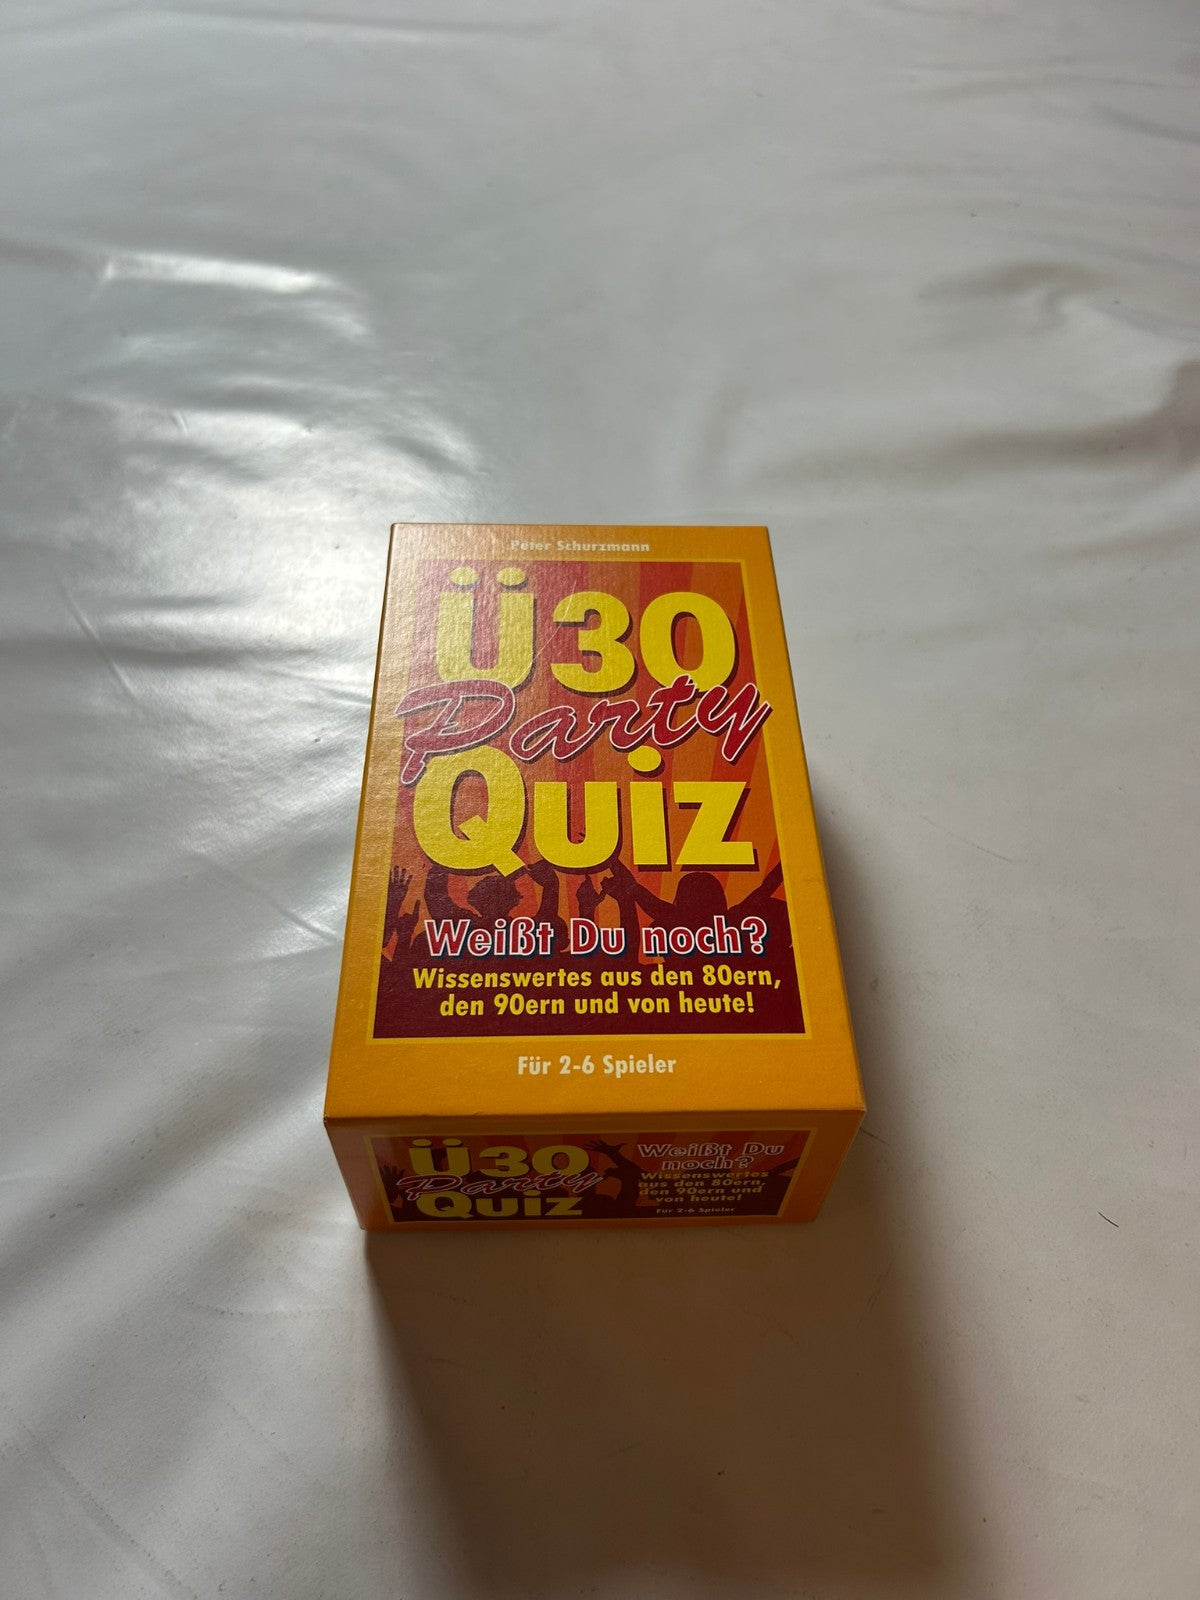 Peter Schurzmann
Ü30
Party
Quiz
Weißt Du noch?
Wissenswertes aus den 80ern,
den 90ern und von heute!
Für 2-6 Spieler
Ü30
Party
Quiz
Weißt Du
noch?
Wissenswertes
aus den 80ern,
den 90ern und
von heute!
Für 2-6 Spieler